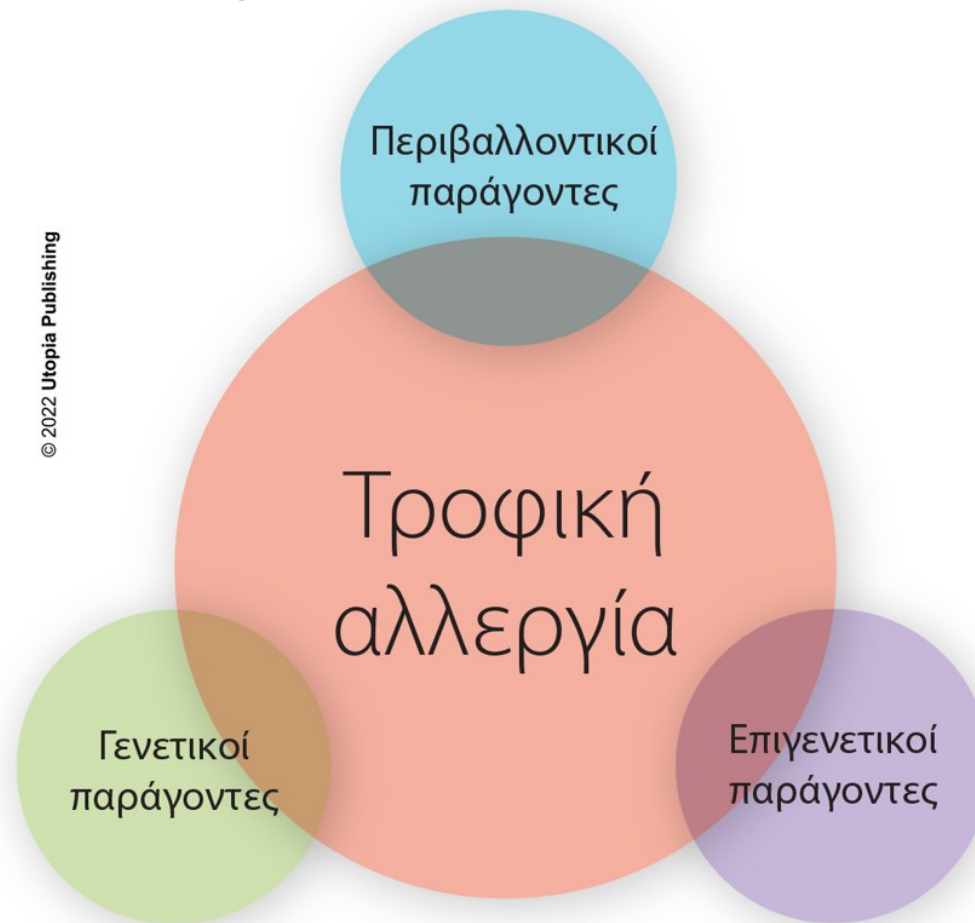 Περιβαλλοντικοί
παράγοντες
© 2022 Utopia Publishing
Τροφική
αλλεργία
Γενετικοί
παράγοντες
Επιγενετικοί
παράγοντες